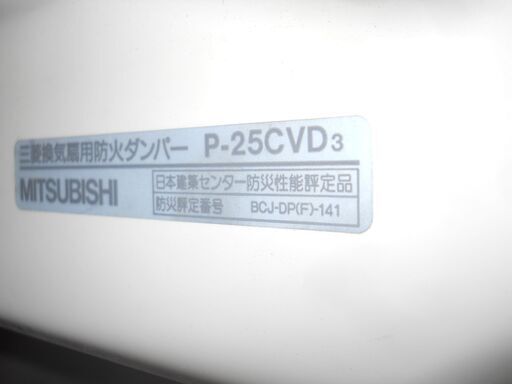 三菱換気扇用防火ダンパー P-25CVD3
MITSUBISHI
日本建築センター防災性能評定品
防災評定番号 BCJ-DP(F)-141